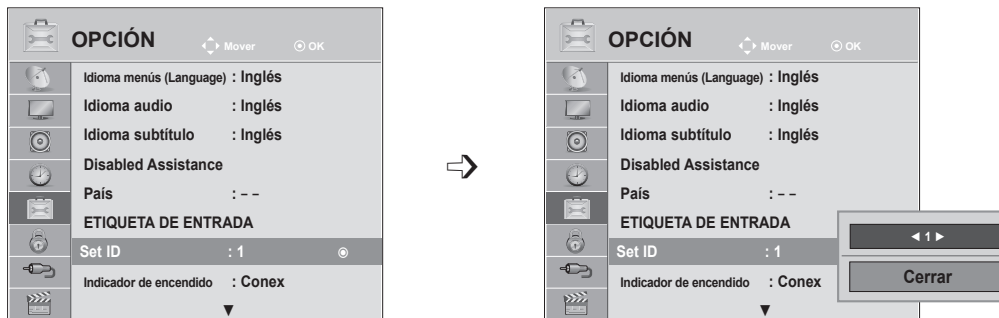 OPCIÓN Mover OK
Idioma menús (Language) : Inglés
Idioma audio : Inglés
Idioma subtítulo : Inglés
Disabled Assistance
País : – –
ETIQUETA DE ENTRADA
Set ID : 1
Indicador de encendido : Conex
OPCIÓN Mover OK
Idioma menús (Language) : Inglés
Idioma audio : Inglés
Idioma subtítulo : Inglés
Disabled Assistance
País : – –
ETIQUETA DE ENTRADA
Set ID : 1
Indicador de encendido : Conex
◄ 1 ►
Cerrar